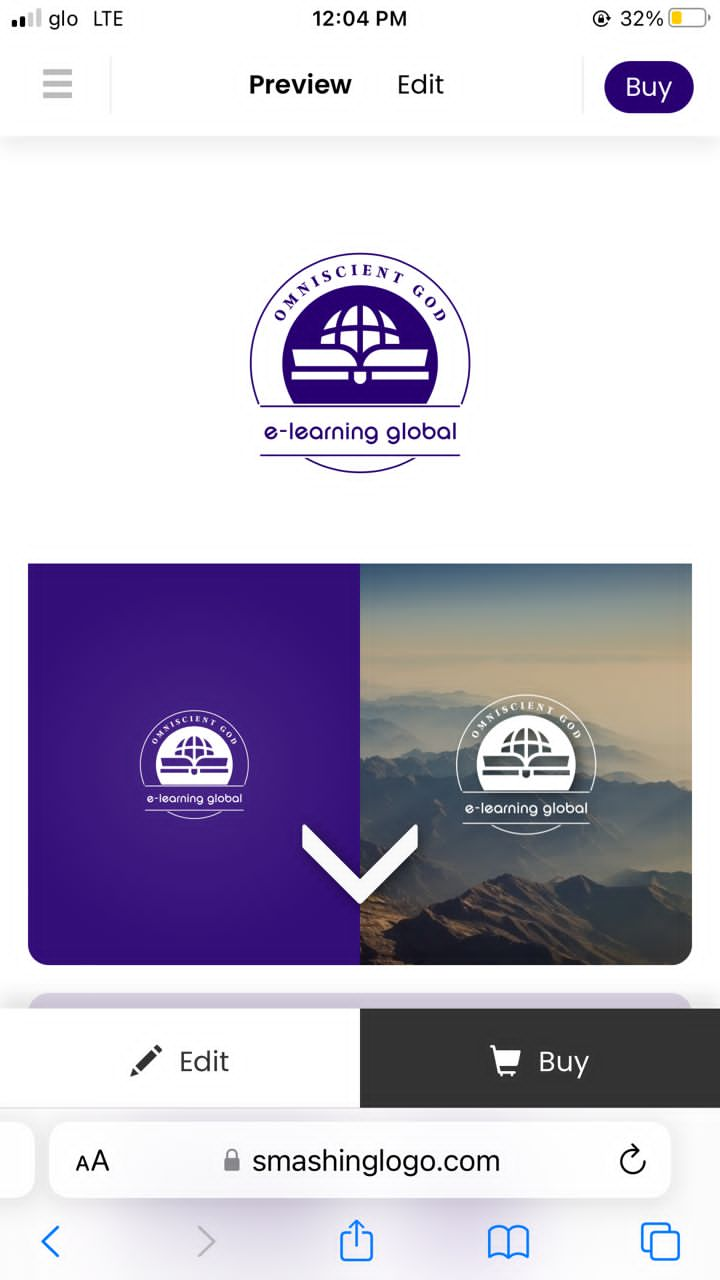 glo LTE 12:04 PM 32%
Preview Edit Buy
OMNISCIENT GOD
e-learning global
OMNISCIENT GOD
e-learning global
OMNISCIENT GOD
e-learning global
Edit Buy
AA smashinglogo.com